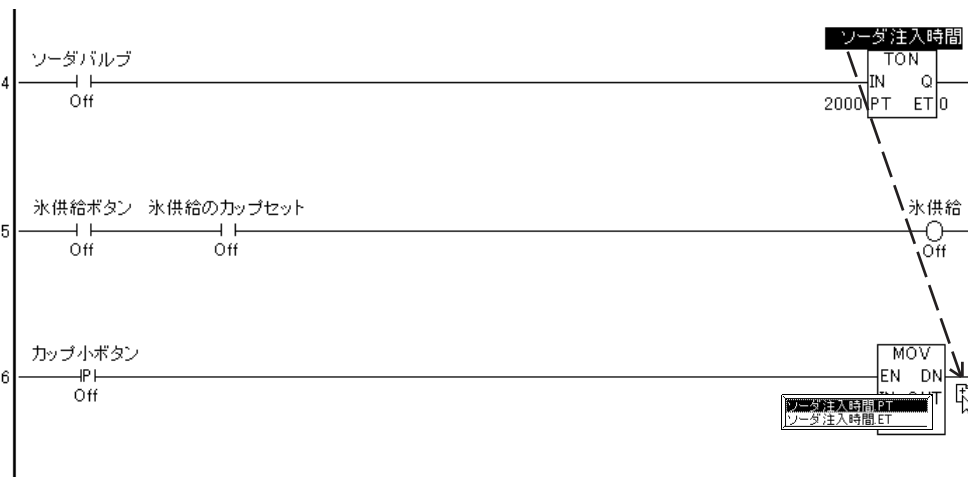 ソーダ注入時間
ソーダバルブ
TON
4
IN Q
Off
2000 PT ET 0
氷供給ボタン 氷供給のカップセット 氷供給
5
Off Off Off
カップ小ボタン
MOV
6 P EN DN
Off
ソーダ注入時間.PT
ソーダ注入時間.ET